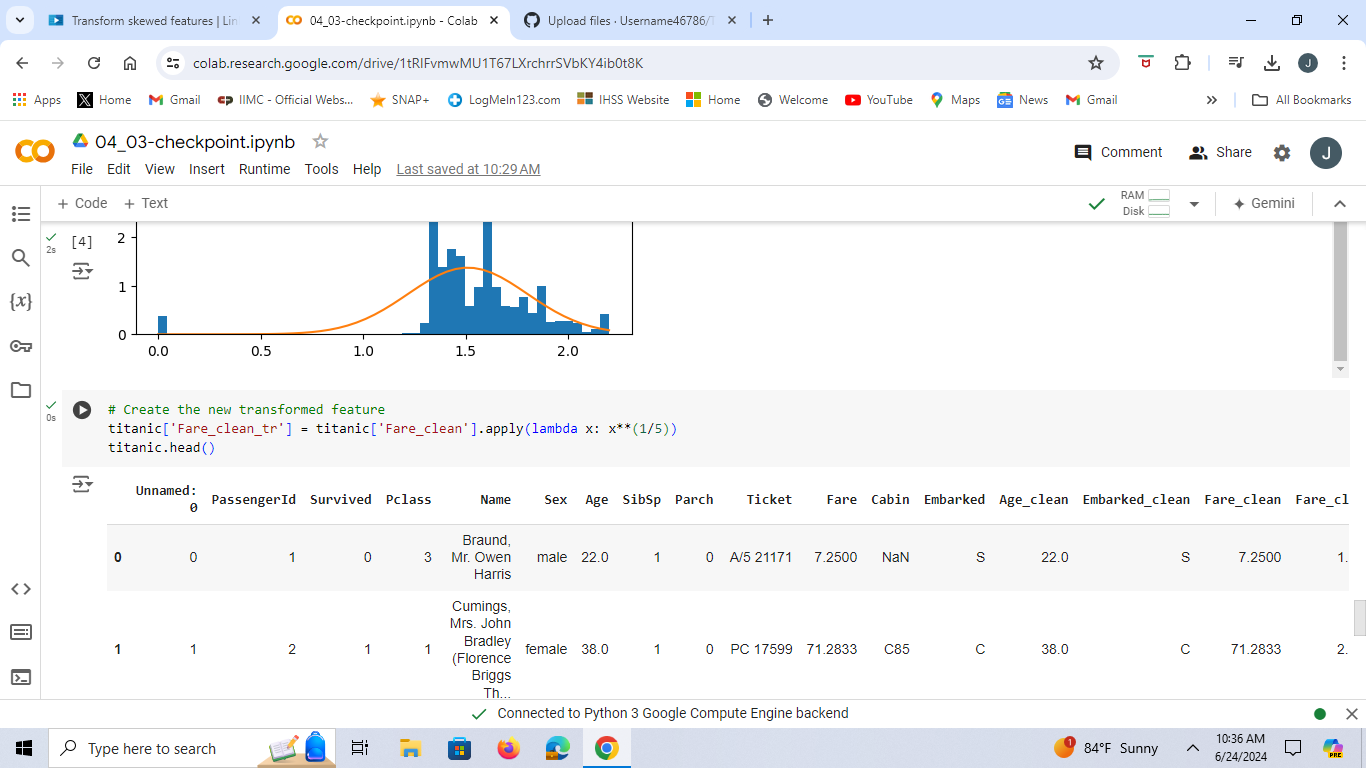 Transform skewed features | Lin
04_03-checkpoint.ipynb - Colab
Upload files · Username46786/T
colab.research.google.com/drive/1tRlFvmwMU1T67LXrchrrSVbKY4ib0t8K
J
Apps
Home
Gmail
IIMC - Official Webs...
SNAP+
LogMeIn123.com
IHSS Website
Home
Welcome
YouTube
Maps
News
Gmail
All Bookmarks
04_03-checkpoint.ipynb
File Edit View Insert Runtime Tools Help Last saved at 10:29 AM
Comment
Share
J
+ Code + Text
RAM
Disk
Gemini
2s
[4]
2
1
0
0.0 0.5 1.0 1.5 2.0
0s
# Create the new transformed feature
titanic['Fare_clean_tr'] = titanic['Fare_clean'].apply(lambda x: x**(1/5))
titanic.head()
Unnamed: 0 PassengerId Survived Pclass Name Sex Age SibSp Parch Ticket Fare Cabin Embarked Age_clean Embarked_clean Fare_clean Fare_cl
0 0 1 0 3 Braund, Mr. Owen Harris male 22.0 1 0 A/5 21171 7.2500 NaN S 22.0 S 7.2500 1.
1 1 2 1 1 Cumings, Mrs. John Bradley (Florence Briggs Th... female 38.0 1 0 PC 17599 71.2833 C85 C 38.0 C 71.2833 2.
{x}
Connected to Python 3 Google Compute Engine backend
Type here to search
1
84°F Sunny
10:36 AM
6/24/2024
PRE